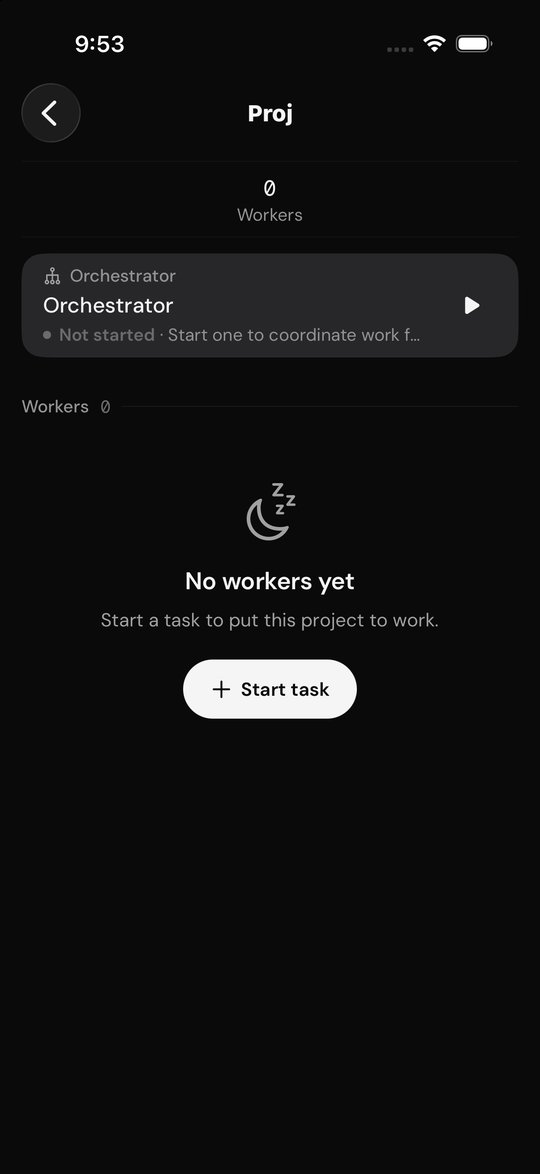 9:53
Proj
0
Workers
Orchestrator
Orchestrator
Not started · Start one to coordinate work f...
Workers 0
No workers yet
Start a task to put this project to work.
+ Start task